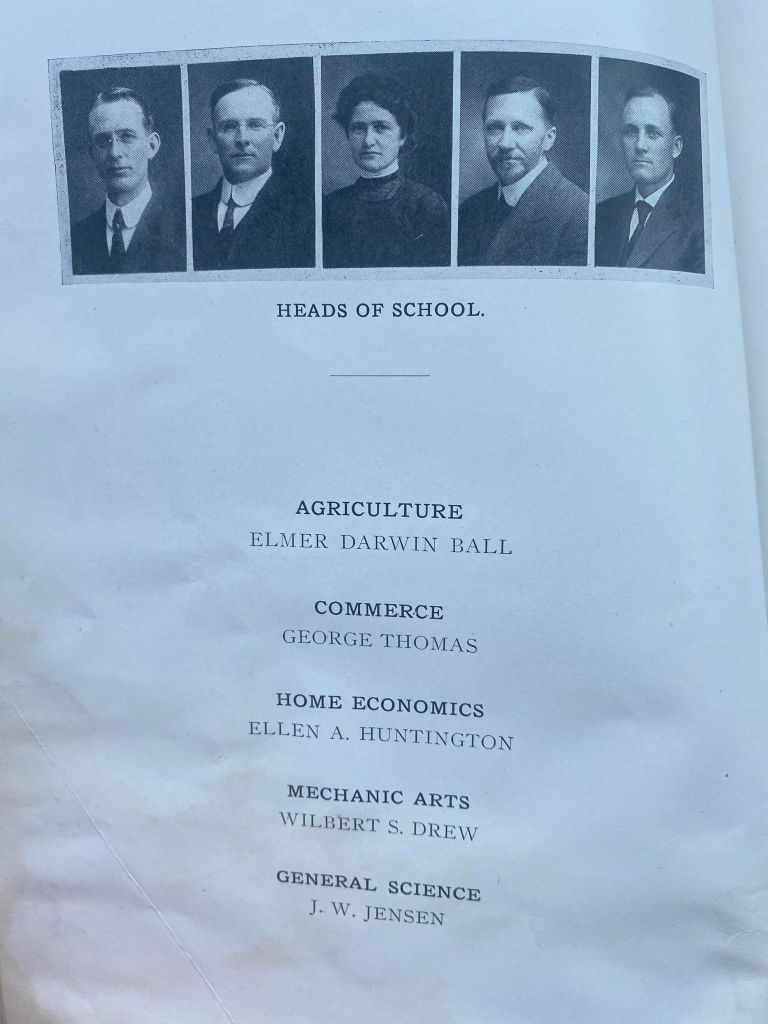 HEADS OF SCHOOL.
AGRICULTURE
ELMER DARWIN BALL
COMMERCE
GEORGE THOMAS
HOME ECONOMICS
ELLEN A. HUNTINGTON
MECHANIC ARTS
WILBERT S. DREW
GENERAL SCIENCE
J. W. JENSEN